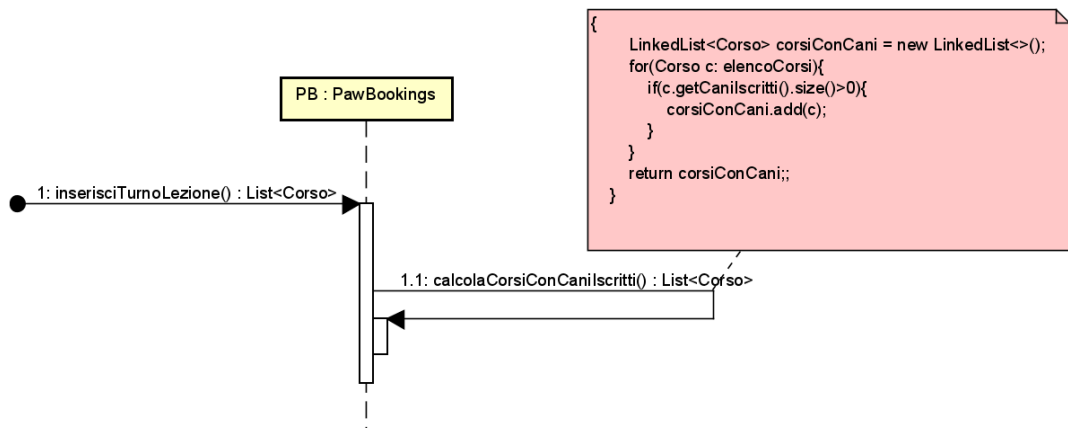 {
LinkedList<Corso> corsiConCani = new LinkedList<>();
for(Corso c: elencoCorsi){
if(c.getCaniIscritti().size()>0){
corsiConCani.add(c);
}
}
return corsiConCani;;
}
PB : PawBookings
1: inserisciTurnoLezione() : List<Corso>
1.1: calcolaCorsiConCaniIscritti() : List<Corso>